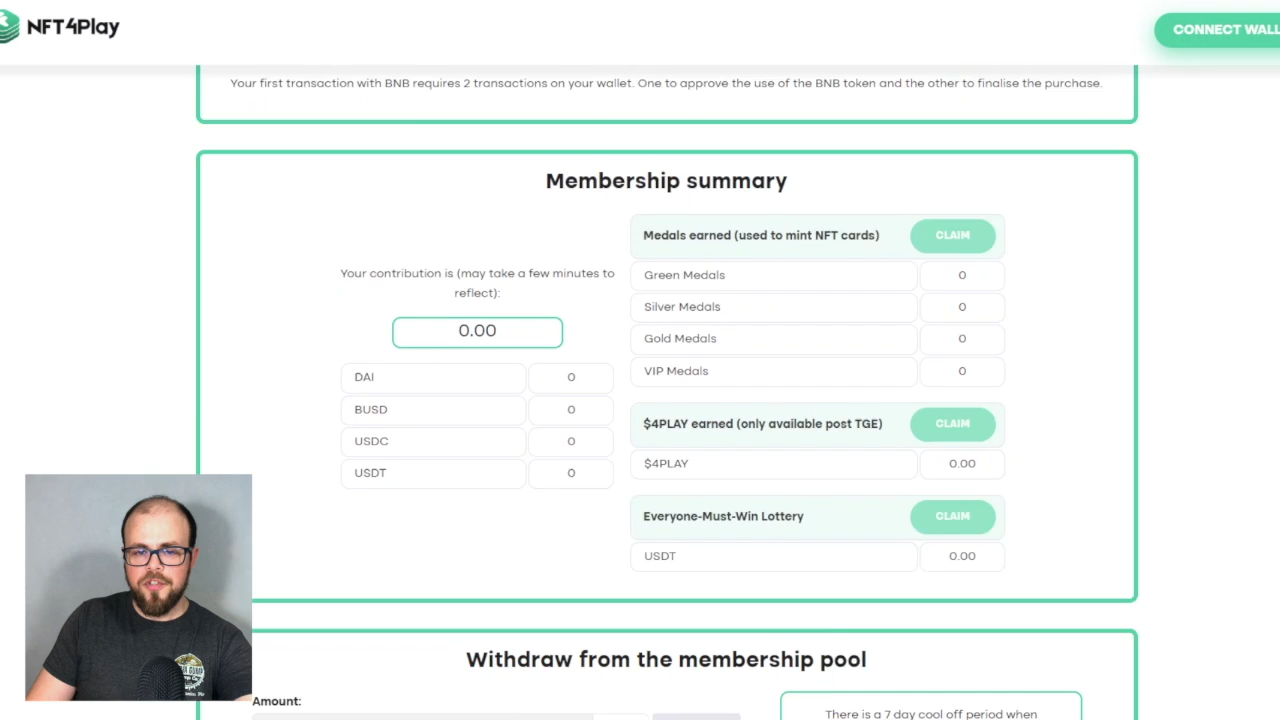 NFT4Play
CONNECT WALL
Your first transaction with BNB requires 2 transactions on your wallet. One to approve the use of the BNB token and the other to finalise the purchase.
Membership summary
Your contribution is (may take a few minutes to
reflect):
0.00
DAI 0
BUSD 0
USDC 0
USDT 0
Medals earned (used to mint NFT cards) CLAIM
Green Medals 0
Silver Medals 0
Gold Medals 0
VIP Medals 0
$4PLAY earned (only available post TGE) CLAIM
$4PLAY 0.00
Everyone-Must-Win Lottery CLAIM
USDT 0.00
Withdraw from the membership pool
Amount:
There is a 7 day cool off period when